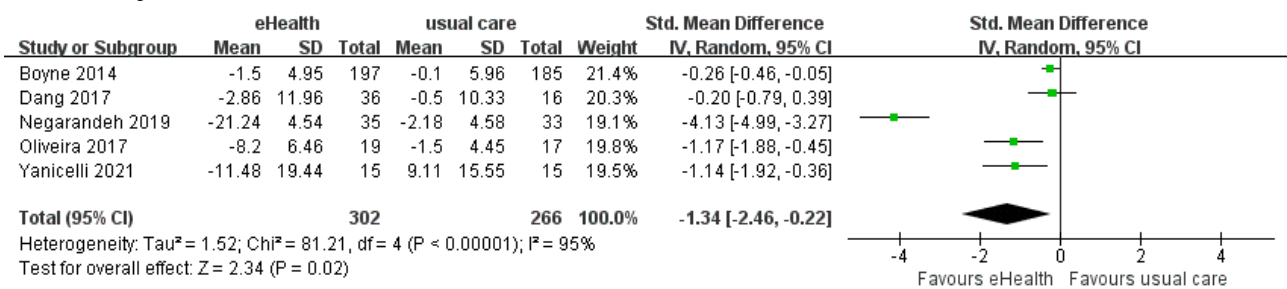 eHealth usual care Std. Mean Difference Std. Mean Difference
Study or Subgroup Mean SD Total Mean SD Total Weight IV, Random, 95% CI IV, Random, 95% CI
Boyne 2014 -1.5 4.95 197 -0.1 5.96 185 21.4% -0.26 [-0.46, -0.05]
Dang 2017 -2.86 11.96 36 -0.5 10.33 16 20.3% -0.20 [-0.79, 0.39]
Negarandeh 2019 -21.24 4.54 35 -2.18 4.58 33 19.1% -4.13 [-4.99, -3.27]
Oliveira 2017 -8.2 6.46 19 -1.5 4.45 17 19.8% -1.17 [-1.88, -0.45]
Yanicelli 2021 -11.48 19.44 15 9.11 15.55 15 19.5% -1.14 [-1.92, -0.36]
Total (95% CI) 302 266 100.0% -1.34 [-2.46, -0.22]
Heterogeneity: Tau² = 1.52; Chi² = 81.21, df = 4 (P < 0.00001); I² = 95%
Test for overall effect: Z = 2.34 (P = 0.02)
-4 -2 0 2 4
Favours eHealth Favours usual care